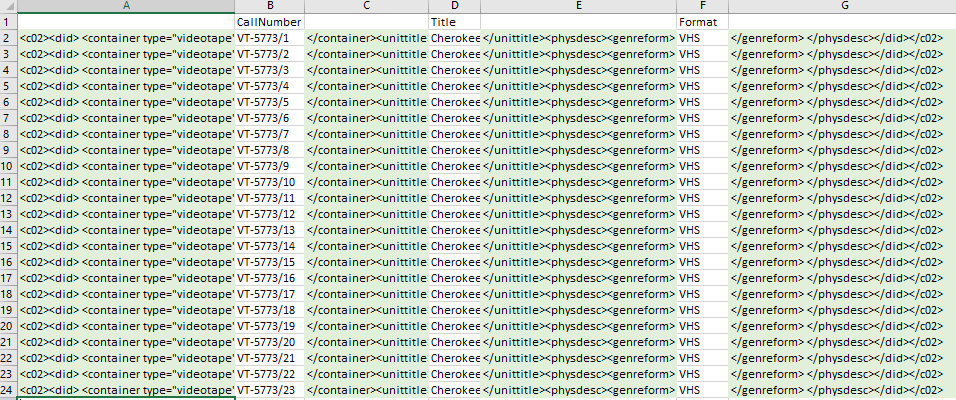 A B C D E F G
1 CallNumber Title Format
2 <c02><did> <container type="videotape" VT-5773/1 </container><unittitle Cherokee </unittitle><physdesc><genreform> VHS </genreform> </physdesc></did></c02>
3 <c02><did> <container type="videotape" VT-5773/2 </container><unittitle Cherokee </unittitle><physdesc><genreform> VHS </genreform> </physdesc></did></c02>
4 <c02><did> <container type="videotape" VT-5773/3 </container><unittitle Cherokee </unittitle><physdesc><genreform> VHS </genreform> </physdesc></did></c02>
5 <c02><did> <container type="videotape" VT-5773/4 </container><unittitle Cherokee </unittitle><physdesc><genreform> VHS </genreform> </physdesc></did></c02>
6 <c02><did> <container type="videotape" VT-5773/5 </container><unittitle Cherokee </unittitle><physdesc><genreform> VHS </genreform> </physdesc></did></c02>
7 <c02><did> <container type="videotape" VT-5773/6 </container><unittitle Cherokee </unittitle><physdesc><genreform> VHS </genreform> </physdesc></did></c02>
8 <c02><did> <container type="videotape" VT-5773/7 </container><unittitle Cherokee </unittitle><physdesc><genreform> VHS </genreform> </physdesc></did></c02>
9 <c02><did> <container type="videotape" VT-5773/8 </container><unittitle Cherokee </unittitle><physdesc><genreform> VHS </genreform> </physdesc></did></c02>
10 <c02><did> <container type="videotape" VT-5773/9 </container><unittitle Cherokee </unittitle><physdesc><genreform> VHS </genreform> </physdesc></did></c02>
11 <c02><did> <container type="videotape" VT-5773/10 </container><unittitle Cherokee </unittitle><physdesc><genreform> VHS </genreform> </physdesc></did></c02>
12 <c02><did> <container type="videotape" VT-5773/11 </container><unittitle Cherokee </unittitle><physdesc><genreform> VHS </genreform> </physdesc></did></c02>
13 <c02><did> <container type="videotape" VT-5773/12 </container><unittitle Cherokee </unittitle><physdesc><genreform> VHS </genreform> </physdesc></did></c02>
14 <c02><did> <container type="videotape" VT-5773/13 </container><unittitle Cherokee </unittitle><physdesc><genreform> VHS </genreform> </physdesc></did></c02>
15 <c02><did> <container type="videotape" VT-5773/14 </container><unittitle Cherokee </unittitle><physdesc><genreform> VHS </genreform> </physdesc></did></c02>
16 <c02><did> <container type="videotape" VT-5773/15 </container><unittitle Cherokee </unittitle><physdesc><genreform> VHS </genreform> </physdesc></did></c02>
17 <c02><did> <container type="videotape" VT-5773/16 </container><unittitle Cherokee </unittitle><physdesc><genreform> VHS </genreform> </physdesc></did></c02>
18 <c02><did> <container type="videotape" VT-5773/17 </container><unittitle Cherokee </unittitle><physdesc><genreform> VHS </genreform> </physdesc></did></c02>
19 <c02><did> <container type="videotape" VT-5773/18 </container><unittitle Cherokee </unittitle><physdesc><genreform> VHS </genreform> </physdesc></did></c02>
20 <c02><did> <container type="videotape" VT-5773/19 </container><unittitle Cherokee </unittitle><physdesc><genreform> VHS </genreform> </physdesc></did></c02>
21 <c02><did> <container type="videotape" VT-5773/20 </container><unittitle Cherokee </unittitle><physdesc><genreform> VHS </genreform> </physdesc></did></c02>
22 <c02><did> <container type="videotape" VT-5773/21 </container><unittitle Cherokee </unittitle><physdesc><genreform> VHS </genreform> </physdesc></did></c02>
23 <c02><did> <container type="videotape" VT-5773/22 </container><unittitle Cherokee </unittitle><physdesc><genreform> VHS </genreform> </physdesc></did></c02>
24 <c02><did> <container type="videotape" VT-5773/23 </container><unittitle Cherokee </unittitle><physdesc><genreform> VHS </genreform> </physdesc></did></c02>